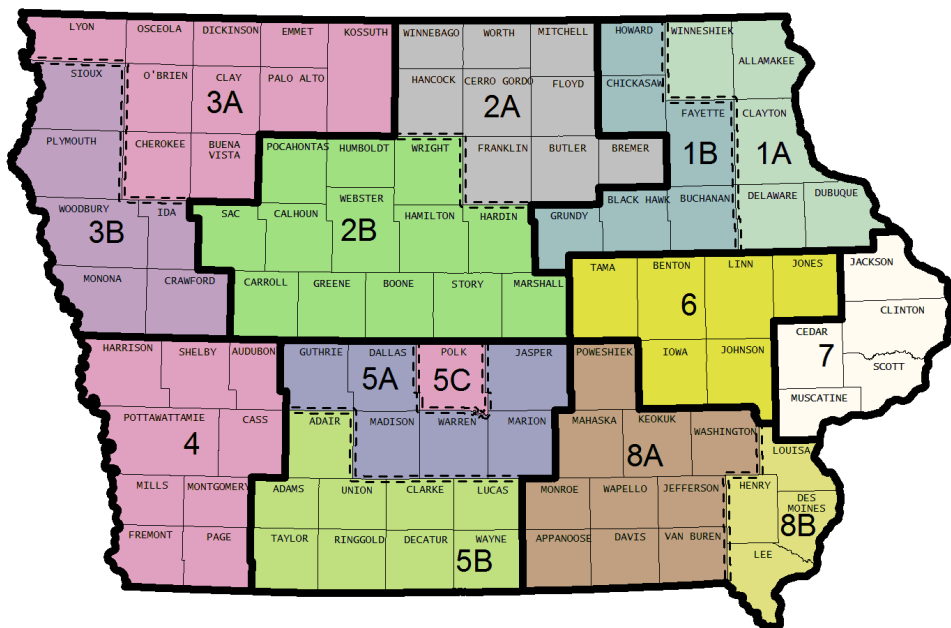 LYON
OSCEOLA
DICKINSON
EMMET
KOSSUTH
WINNEBAGO
WORTH
MITCHELL
HOWARD
WINNESHIEK
ALLAMAKEE
SIOUX
O'BRIEN
CLAY
PALO ALTO
3A
HANCOCK
CERRO GORDO
FLOYD
2A
CHICKASAW
FAYETTE
CLAYTON
1B
1A
PLYMOUTH
CHEROKEE
BUENA
VISTA
POCAHONTAS
HUMBOLDT
WRIGHT
FRANKLIN
BUTLER
BREMER
WOODBURY
IDA
3B
SAC
CALHOUN
WEBSTER
2B
HAMILTON
HARDIN
GRUNDY
BLACK HAWK
BUCHANAN
DELAWARE
DUBUQUE
MONONA
CRAWFORD
CARROLL
GREENE
BOONE
STORY
MARSHALL
TAMA
BENTON
LINN
JONES
JACKSON
6
CLINTON
HARRISON
SHELBY
AUDUBON
GUTHRIE
DALLAS
5A
POLK
5C
JASPER
POWESHIEK
IOWA
JOHNSON
CEDAR
7
SCOTT
MUSCATINE
POTTAWATTAMIE
CASS
4
ADAIR
MADISON
WARREN
MARION
MAHASKA
KEOKUK
WASHINGTON
8A
LOUISA
MILLS
MONTGOMERY
ADAMS
UNION
CLARKE
LUCAS
MONROE
WAPELLO
JEFFERSON
HENRY
DES
MOINES
8B
FREMONT
PAGE
TAYLOR
RINGGOLD
DECATUR
WAYNE
5B
APPANOOSE
DAVIS
VAN BUREN
LEE